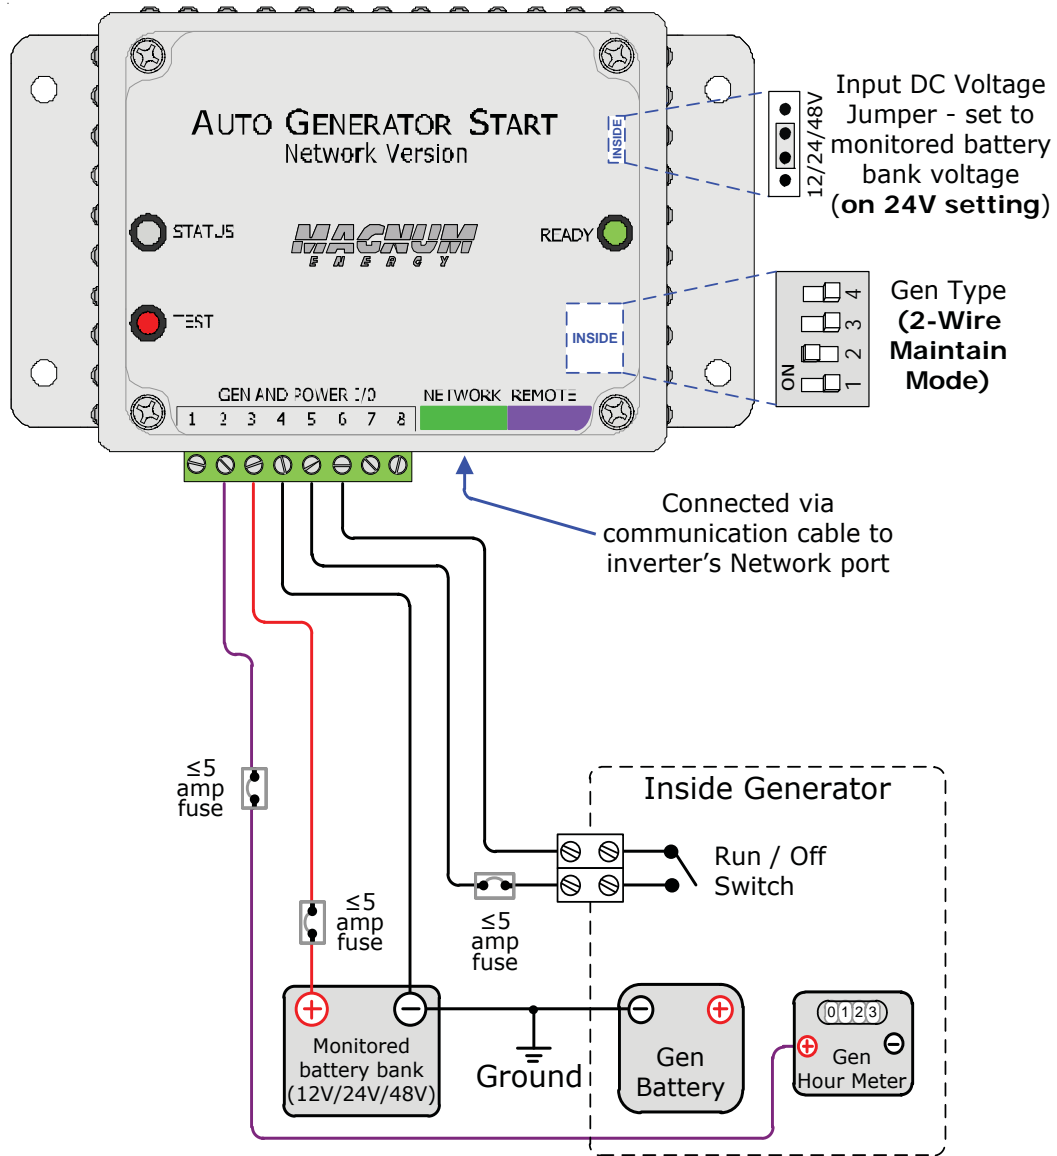 AUTO GENERATOR START
Network Version
INSIDE
STATUS
MAGNUM
ENERGY
READY
TEST
INSIDE
GEN AND POWER I/O
NETWORK REMOTE
1 2 3 4 5 6 7 8
12/24/48V
Input DC Voltage
Jumper - set to
monitored battery
bank voltage
(on 24V setting)
4
3
2
1
ON
Gen Type
(2-Wire
Maintain
Mode)
Connected via
communication cable to
inverter’s Network port
≤5
amp
fuse
≤5
amp
fuse
≤5
amp
fuse
Inside Generator
Run / Off
Switch
+
−
Monitored
battery bank
(12V/24V/48V)
Ground
−
+
Gen
Battery
0123
+
−
Gen
Hour Meter